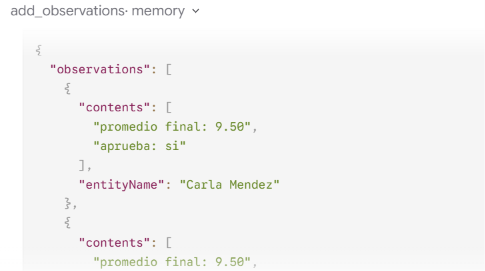 add_observations· memory
{
"observations": [
{
"contents": [
"promedio final: 9.50",
"aprueba: si"
],
"entityName": "Carla Mendez"
},
{
"contents": [
"promedio final: 9.50",